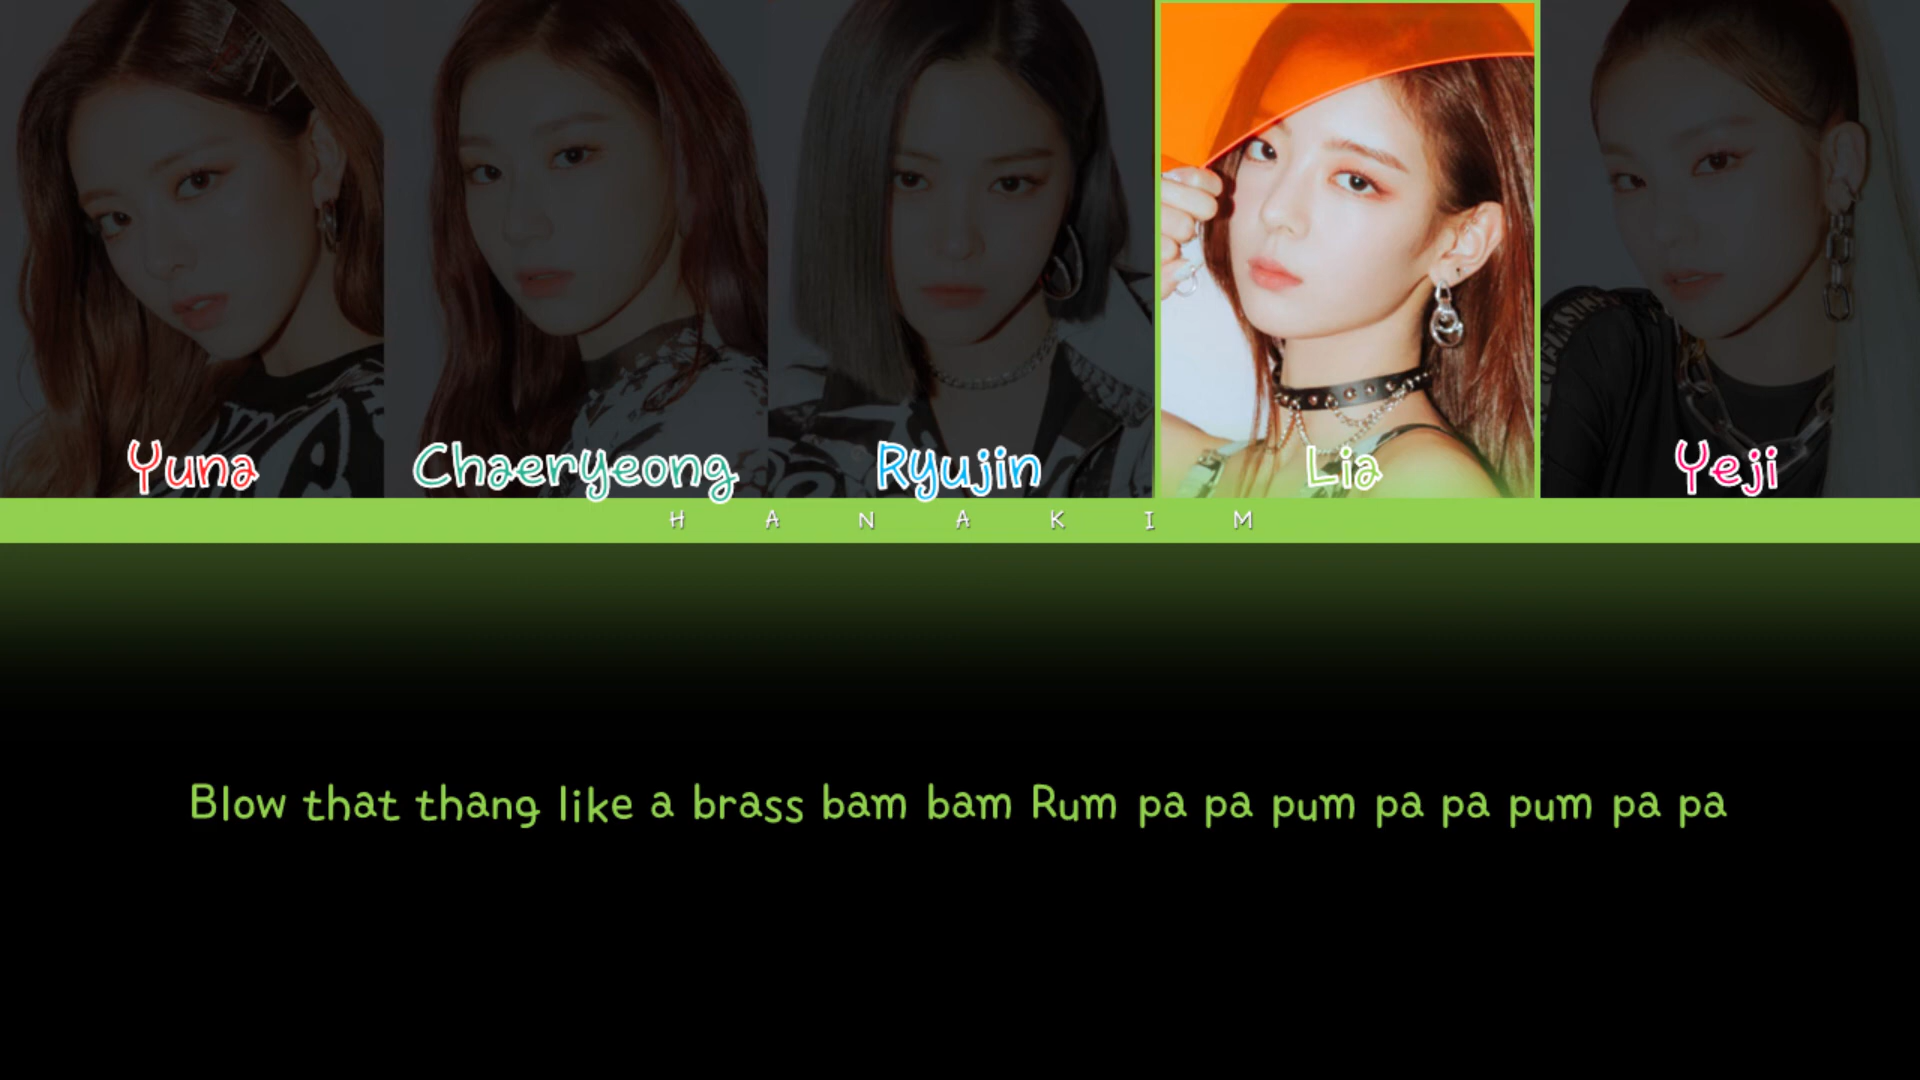 Yuna Chaeryeong Ryujin Lia Yeji
H A N A K I M
Blow that thang like a brass bam bam Rum pa pa pum pa pa pum pa pa